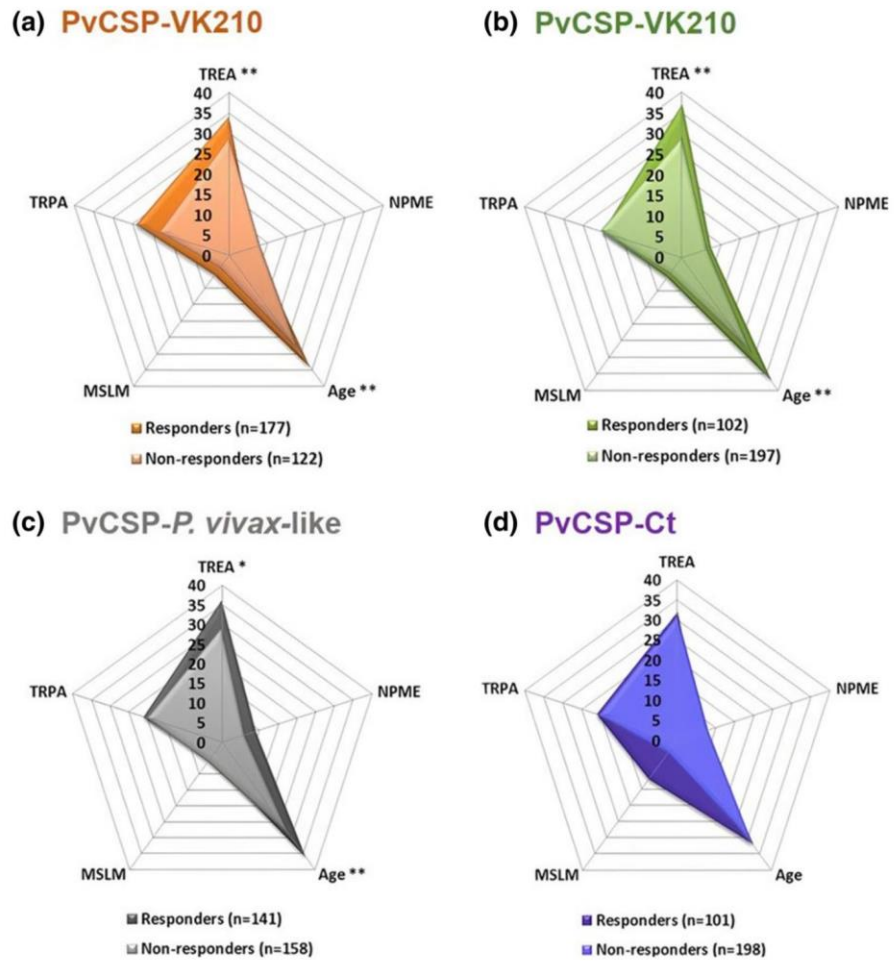 (a) PvCSP-VK210
TREA **
40
35
30
25
20
15
10
5
0
TRPA
NPME
MSLM
Age **
Responders (n=177)
Non-responders (n=122)
(b) PvCSP-VK210
TREA **
40
35
30
25
20
15
10
5
0
TRPA
NPME
MSLM
Age **
Responders (n=102)
Non-responders (n=197)
(c) PvCSP-P. vivax-like
TREA *
40
35
30
25
20
15
10
5
0
TRPA
NPME
MSLM
Age **
Responders (n=141)
Non-responders (n=158)
(d) PvCSP-Ct
TREA
40
35
30
25
20
15
10
5
0
TRPA
NPME
MSLM
Age
Responders (n=101)
Non-responders (n=198)